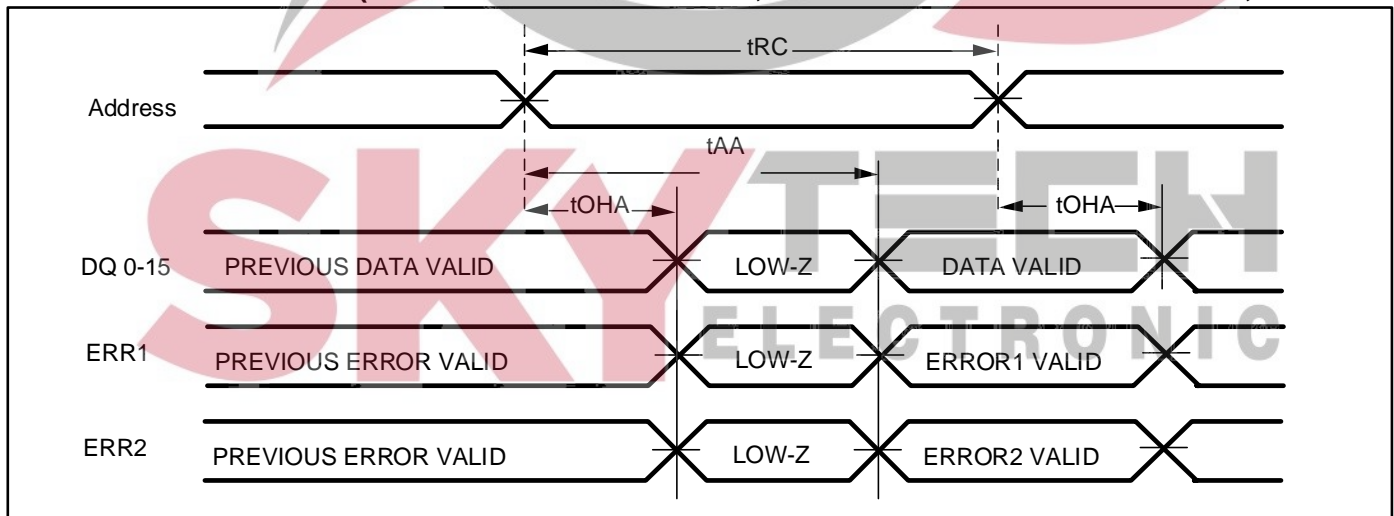 tRC
Address
tAA
tOHA
tOHA
DQ 0-15
PREVIOUS DATA VALID
LOW-Z
DATA VALID
ERR1
PREVIOUS ERROR VALID
LOW-Z
ERROR1 VALID
ERR2
PREVIOUS ERROR VALID
LOW-Z
ERROR2 VALID
SKY TECH
ELECTRONIC